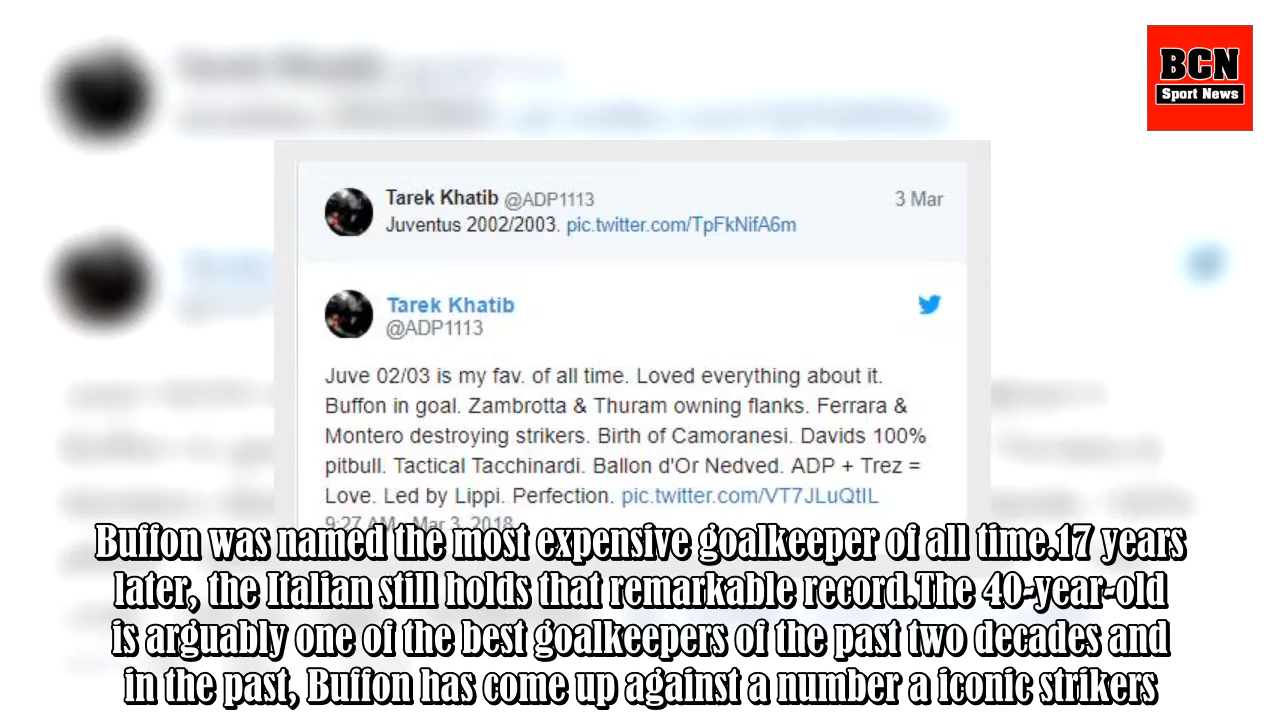 BCN
Sport News
Tarek Khatib @ADP1113 3 Mar
Juventus 2002/2003. pic.twitter.com/TpFkNifA6m
Tarek Khatib
@ADP1113
Juve 02/03 is my fav. of all time. Loved everything about it.
Buffon in goal. Zambrotta & Thuram owning flanks. Ferrara &
Montero destroying strikers. Birth of Camoranesi. Davids 100%
pitbull. Tactical Tacchinardi. Ballon d'Or Nedved. ADP + Trez =
Love. Led by Lippi. Perfection. pic.twitter.com/VT7JLuQtIL
9:27 AM - Mar 3, 2018
Buffon was named the most expensive goalkeeper of all time.17 years
later, the Italian still holds that remarkable record.The 40-year-old
is arguably one of the best goalkeepers of the past two decades and
in the past, Buffon has come up against a number a iconic strikers